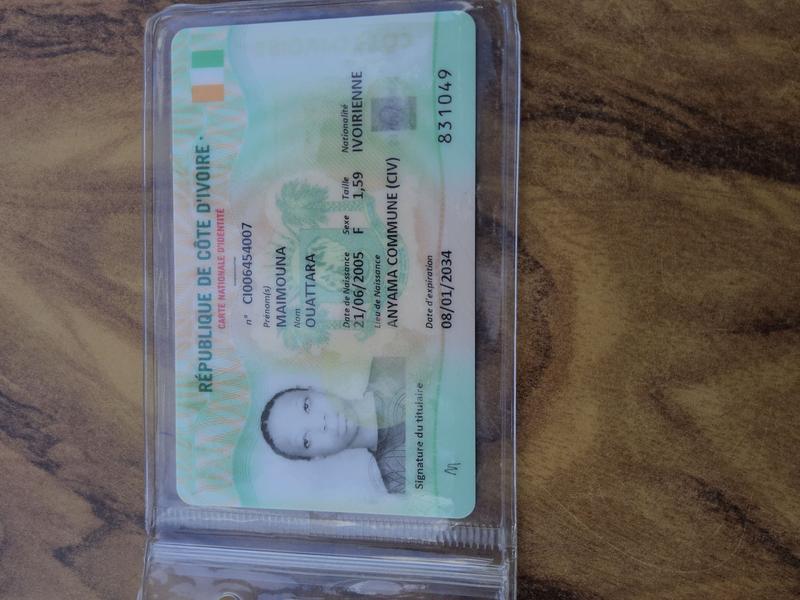 RÉPUBLIQUE DE CÔTE D'IVOIRE
CARTE NATIONALE D'IDENTITÉ
n° CI006454007
Prénom(s)
MAIMOUNA
Nom
OUATTARA
Date de Naissance Sexe Taille Nationalité
21/06/2005 F 1,59 IVOIRIENNE
Lieu de Naissance
ANYAMA COMMUNE (CIV)
Date d'expiration
08/01/2034 831049
Signature du titulaire